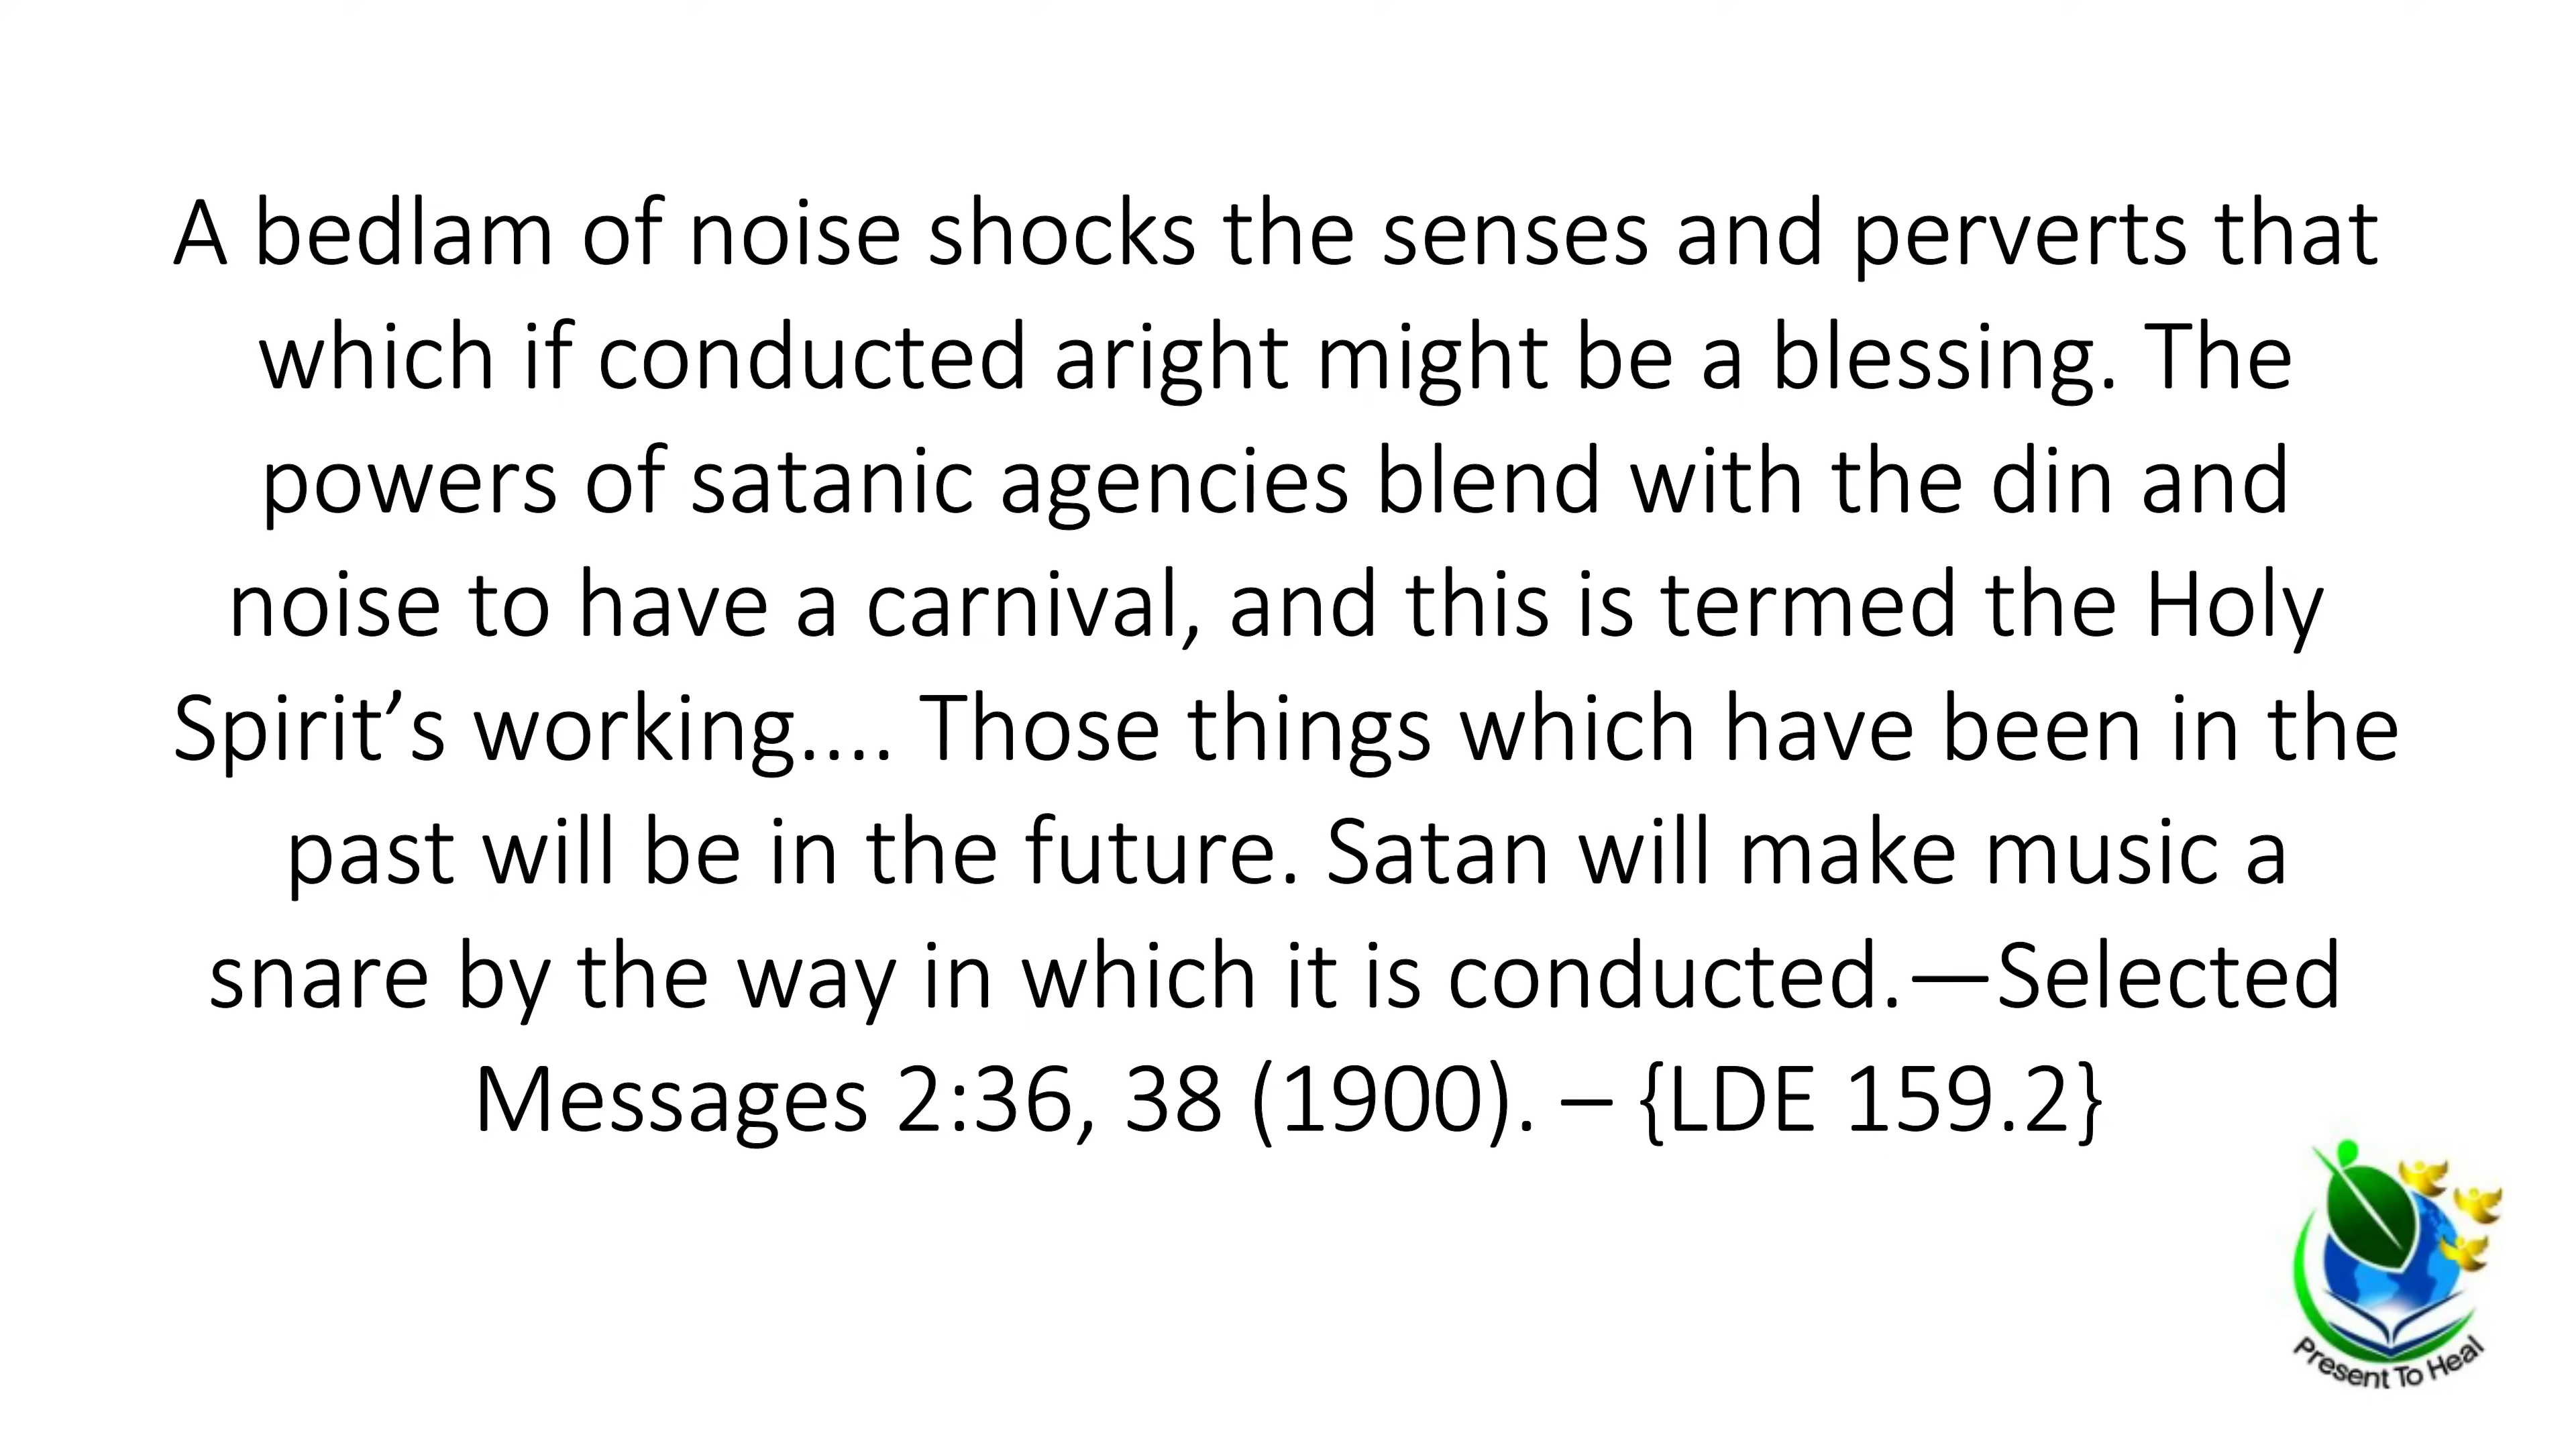 A bedlam of noise shocks the senses and perverts that
which if conducted aright might be a blessing. The
powers of satanic agencies blend with the din and
noise to have a carnival, and this is termed the Holy
Spirit’s working.... Those things which have been in the
past will be in the future. Satan will make music a
snare by the way in which it is conducted.—Selected
Messages 2:36, 38 (1900). – {LDE 159.2}
Present To Heal